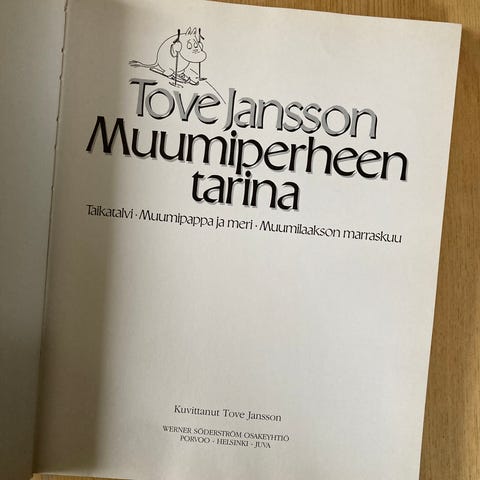 Tove Jansson
Muumiperheen
tarina
Taikatalvi · Muumipappa ja meri · Muumilaakson marraskuu
Kuvittanut Tove Jansson
WERNER SÖDERSTRÖM OSAKEYHTIÖ
PORVOO · HELSINKI · JUVA